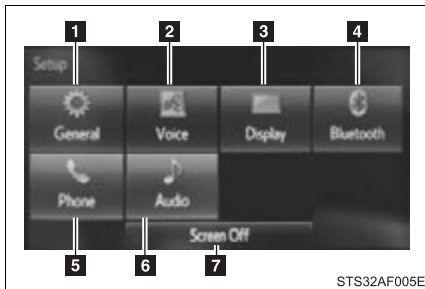 1 2 3 4
Setup
General Voice Display Bluetooth
Phone Audio
Screen Off
5 6 7
STS32AF005E